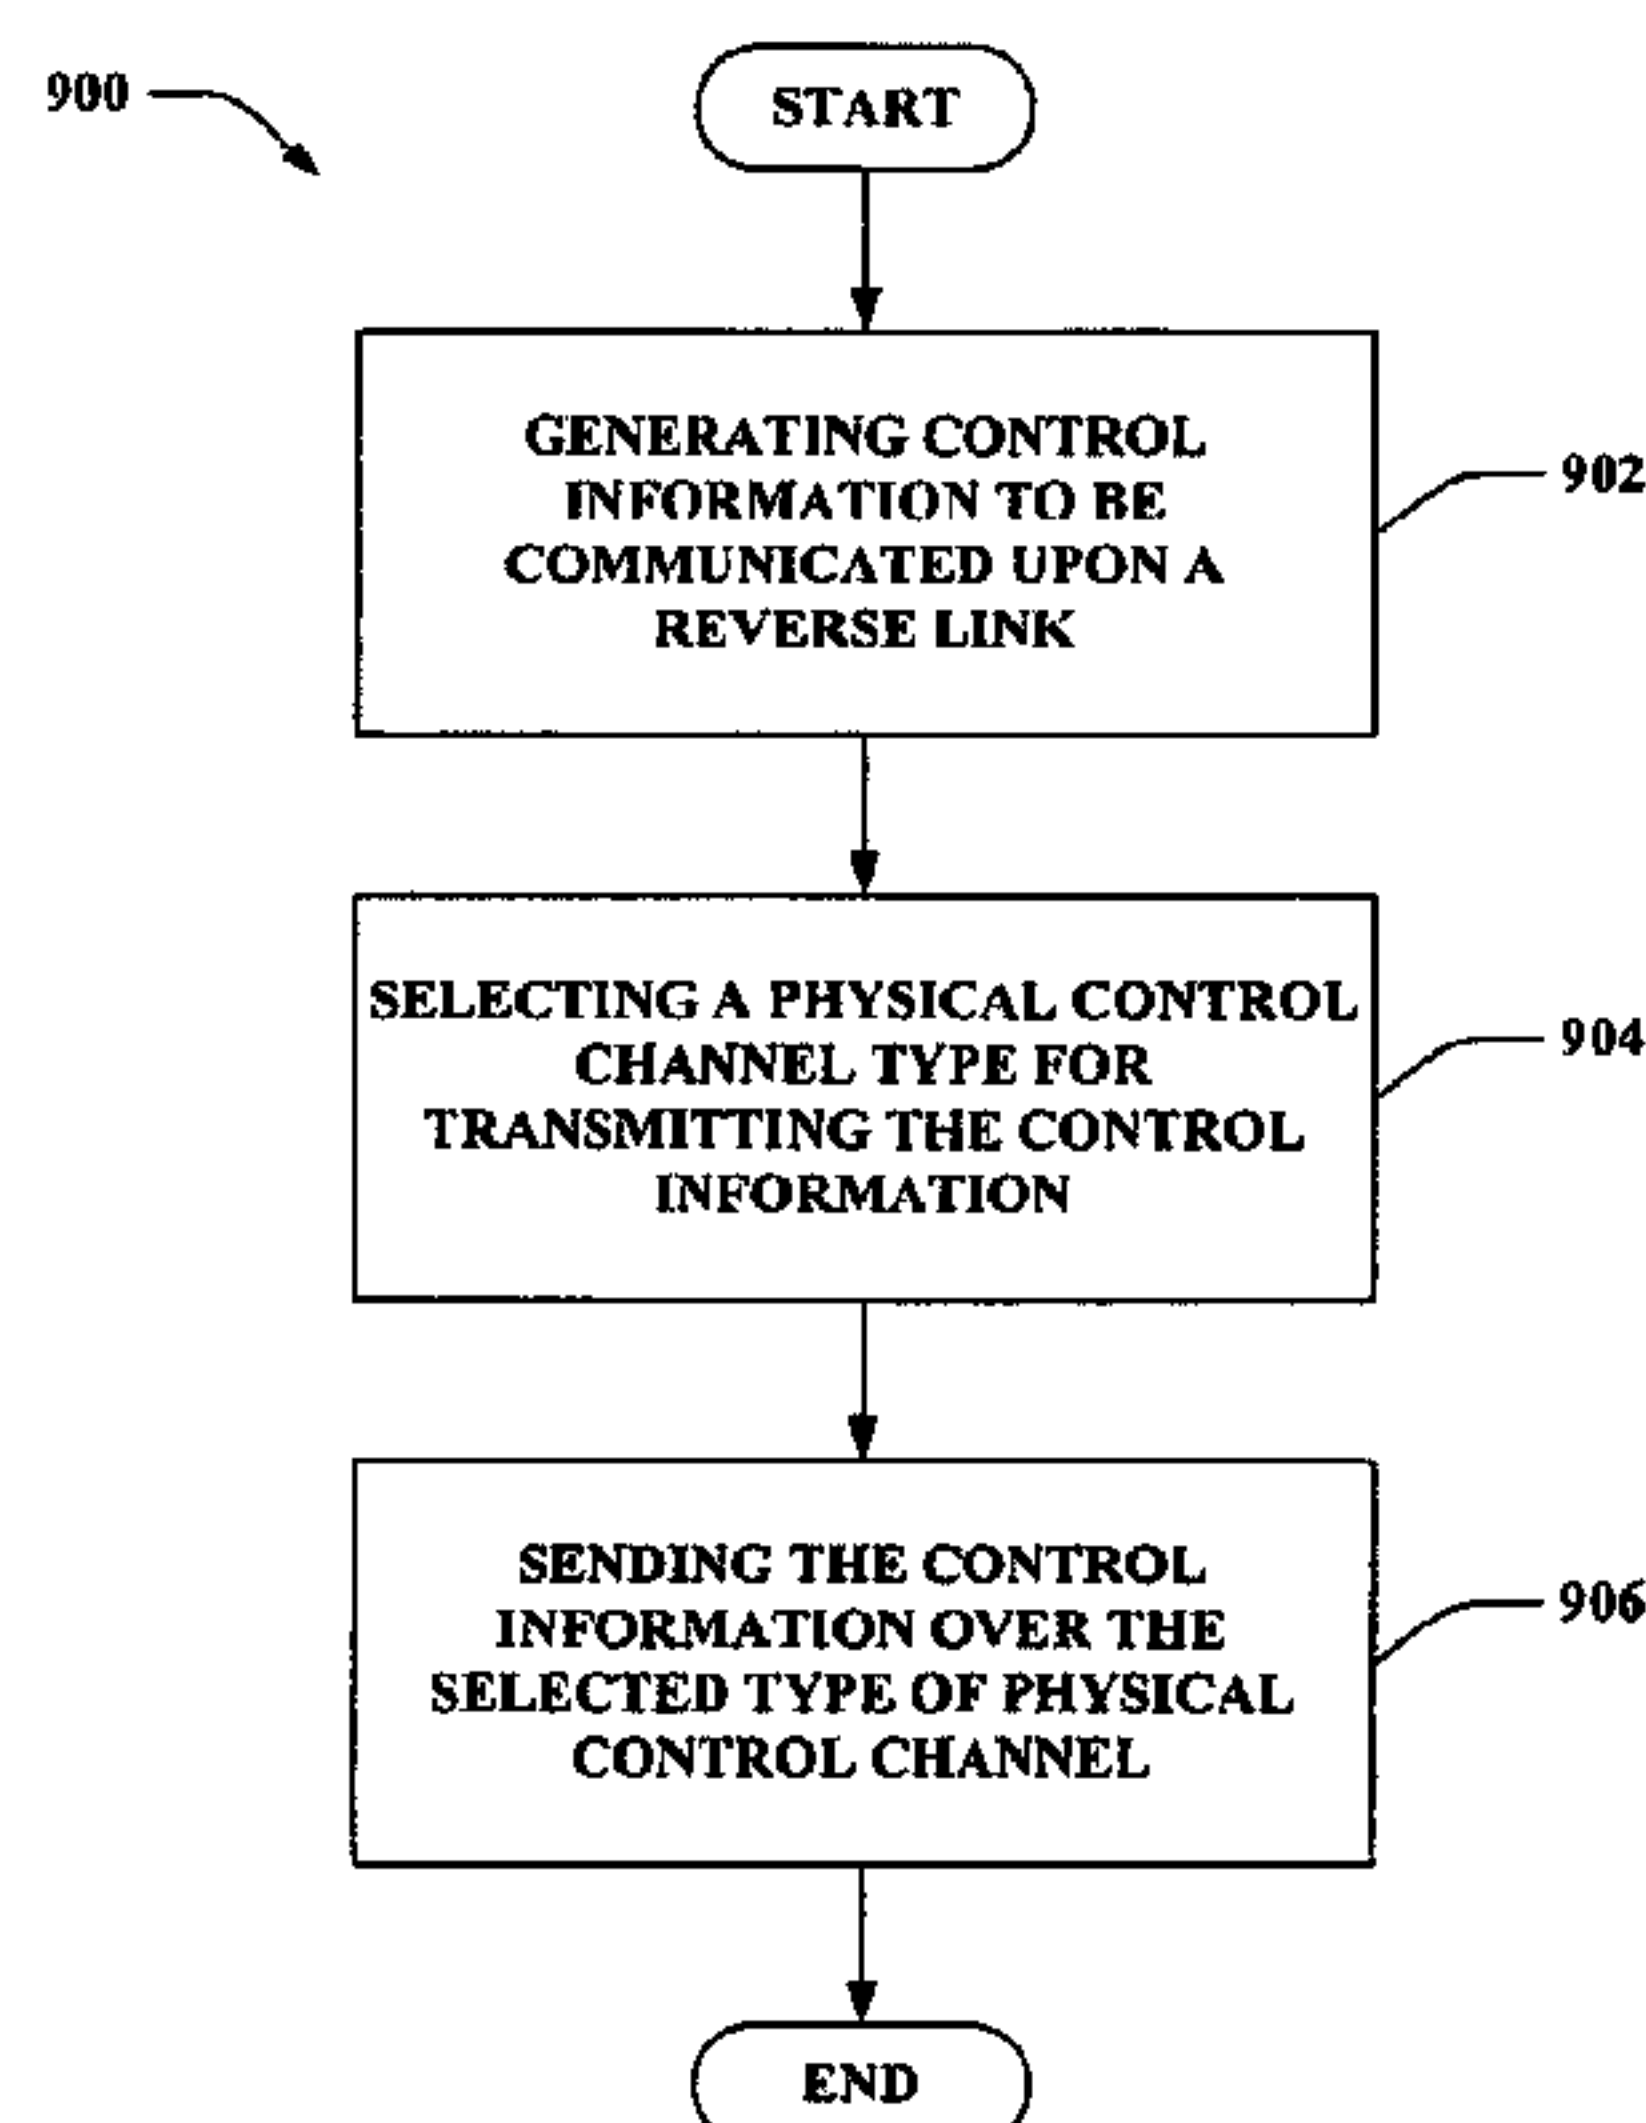 900
START
GENERATING CONTROL
INFORMATION TO BE
COMMUNICATED UPON A
REVERSE LINK
902
SELECTING A PHYSICAL CONTROL
CHANNEL TYPE FOR
TRANSMITTING THE CONTROL
INFORMATION
904
SENDING THE CONTROL
INFORMATION OVER THE
SELECTED TYPE OF PHYSICAL
CONTROL CHANNEL
906
END